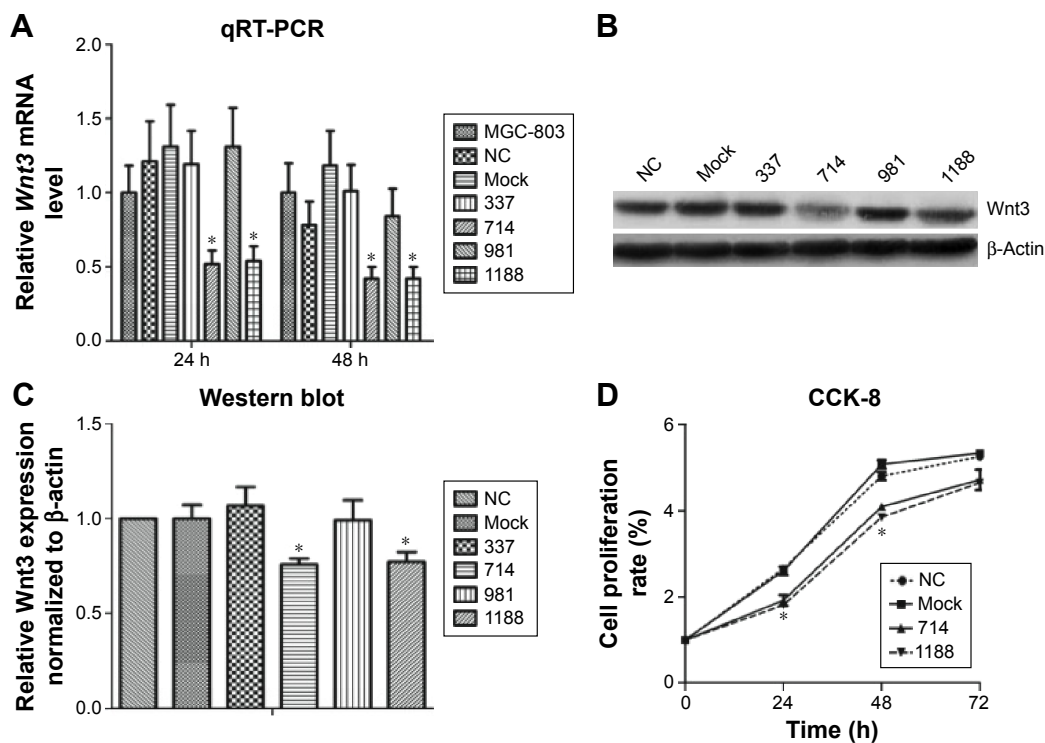 A
qRT-PCR
Relative Wnt3 mRNA
level
1.5
2.0
1.0
0.5
0.0
*
*
*
*
24 h
48 h
MGC-803
NC
Mock
337
714
981
1188
B
NC
Mock
337
714
981
1188
Wnt3
β-Actin
C
Western blot
Relative Wnt3 expression
normalized to β-actin
1.5
1.0
0.5
0.0
*
*
NC
Mock
337
714
981
1188
D
CCK-8
Cell proliferation
rate (%)
6
4
2
0
*
*
NC
Mock
714
1188
0
24
48
72
Time (h)